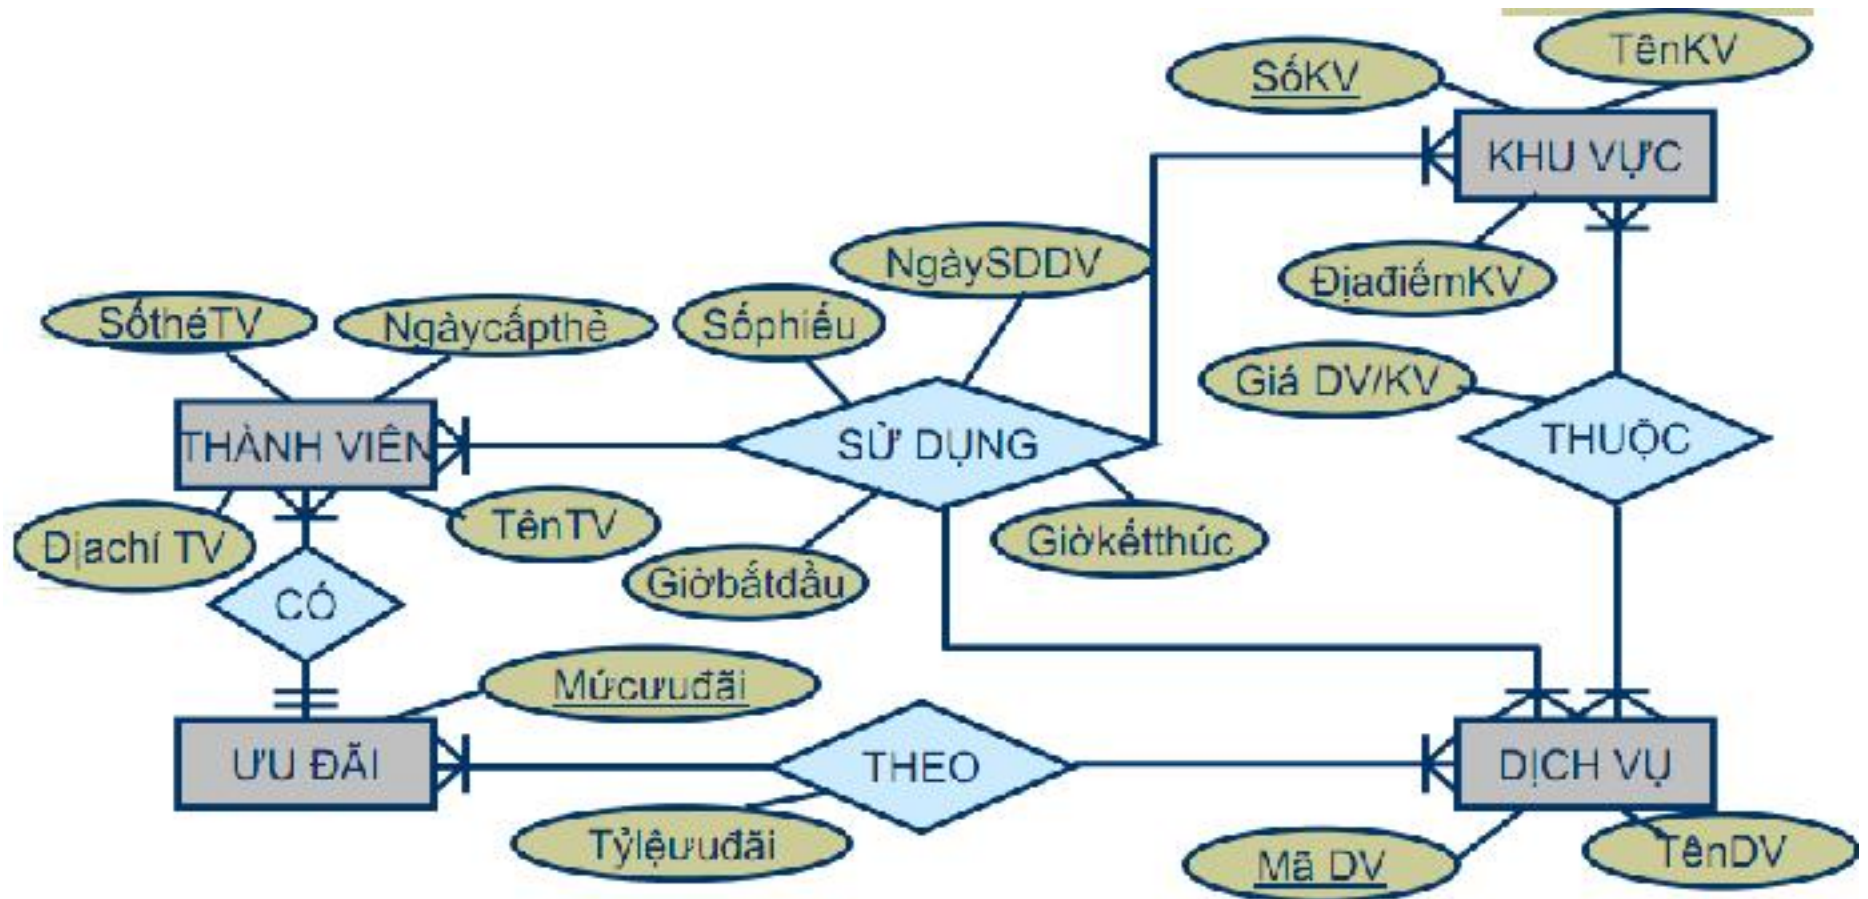 TênKV
SốKV
KHU VỰC
NgàySDDV
ĐịađiểmKV
SốthẻTV
Ngàycấpthẻ
Sốphiếu
Giá DV/KV
THÀNH VIÊN
SỬ DỤNG
THUỘC
TênTV
Địachỉ TV
Giờkếtthúc
Giờbắtđầu
CÓ
Mứcưuđãi
ƯU ĐÃI
THEO
DỊCH VỤ
Tỷlệưuđãi
Mã DV
TênDV